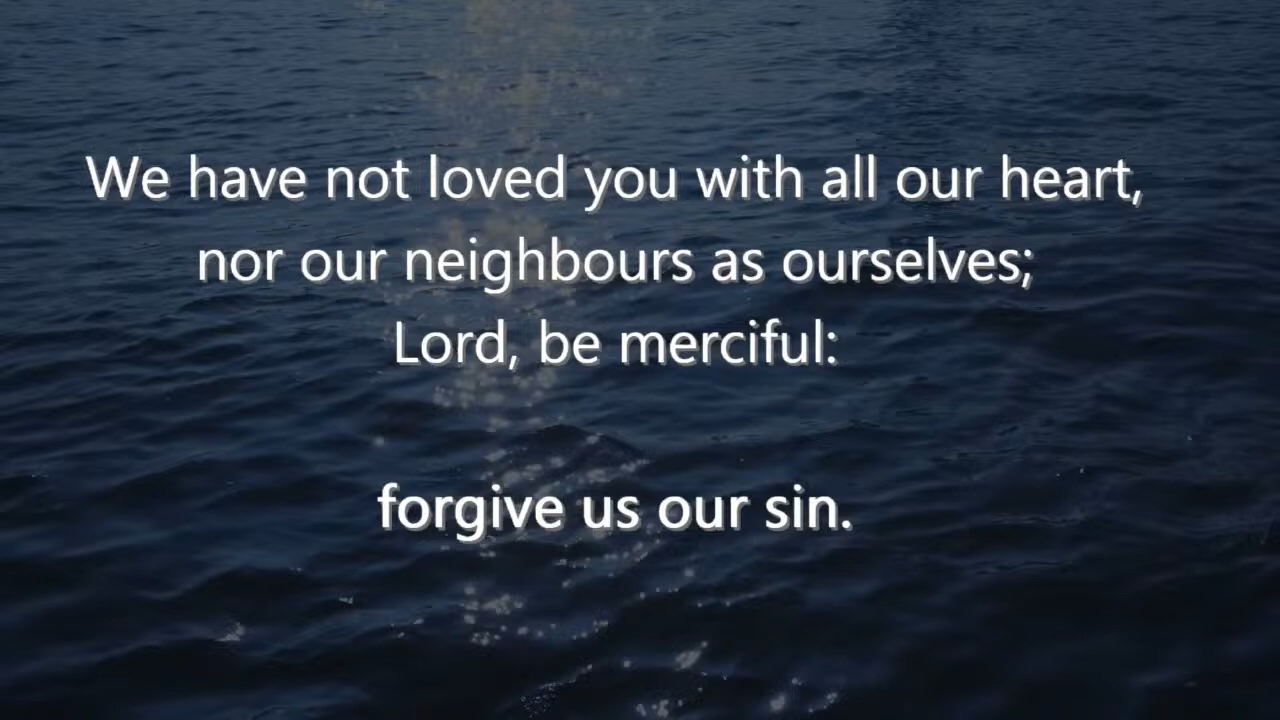 We have not loved you with all our heart,
nor our neighbours as ourselves;
Lord, be merciful:
forgive us our sin.